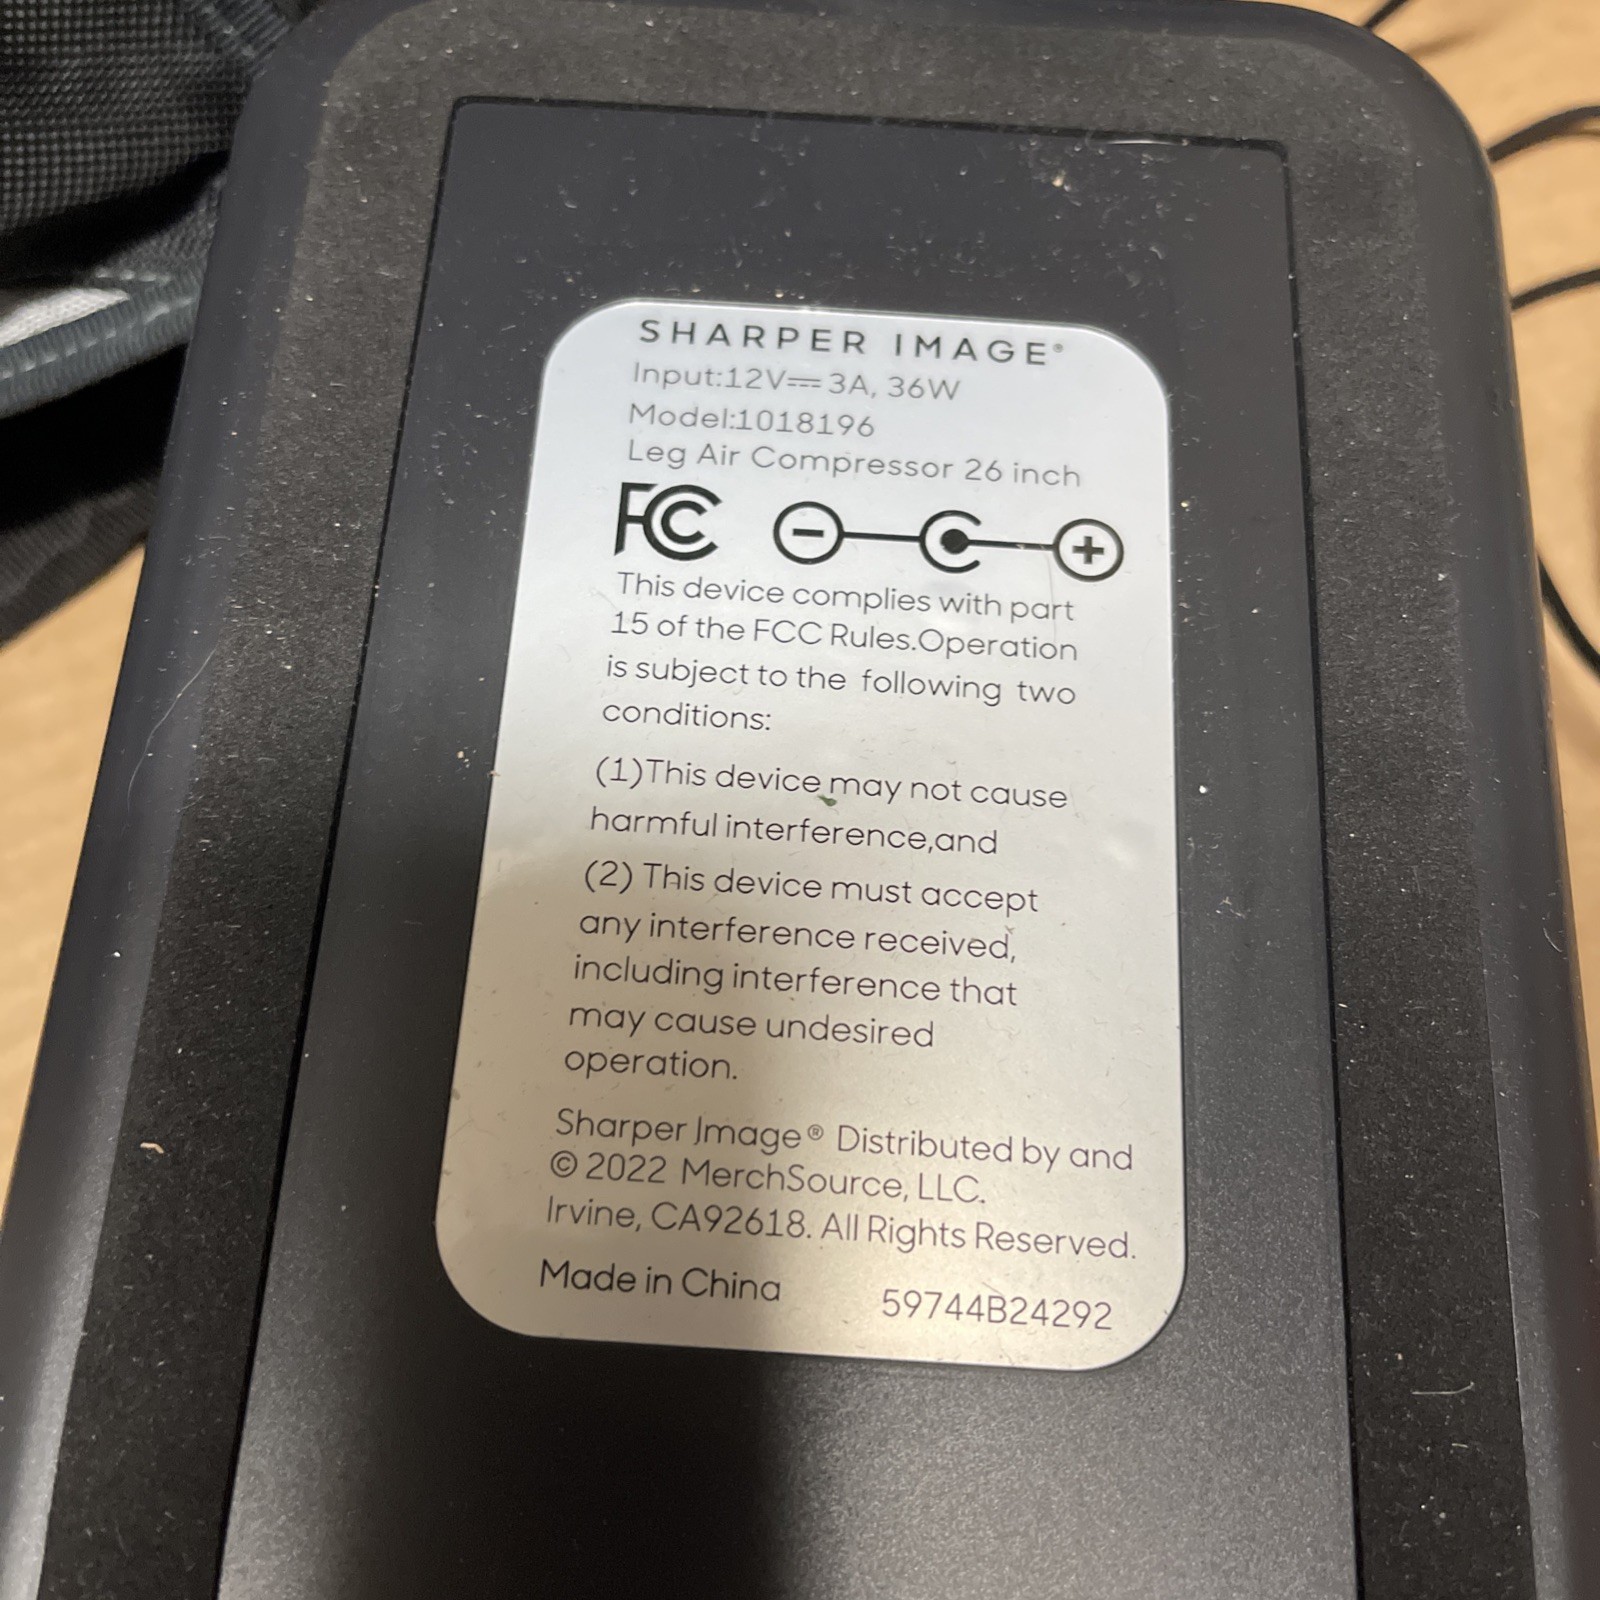 SHARPER IMAGE®
Input:12V⎓3A, 36W
Model:1018196
Leg Air Compressor 26 inch
FC
This device complies with part
15 of the FCC Rules.Operation
is subject to the following two
conditions:
(1)This device may not cause
harmful interference,and
(2) This device must accept
any interference received,
including interference that
may cause undesired
operation.
Sharper Image® Distributed by and
© 2022 MerchSource, LLC.
Irvine, CA92618. All Rights Reserved.
Made in China 59744B24292